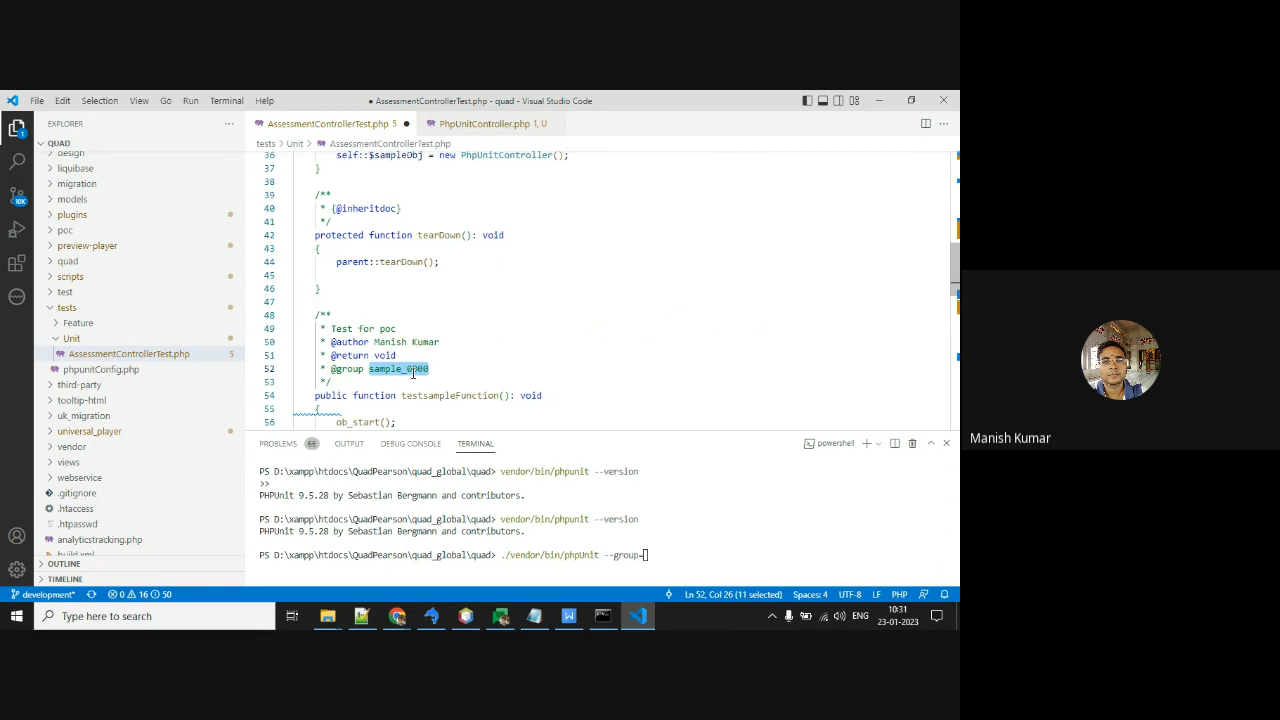 File Edit Selection View Go Run Terminal Help
● AssessmentControllerTest.php - quad - Visual Studio Code
EXPLORER
QUAD
design
liquibase
migration
models
plugins
poc
preview-player
quad
scripts
test
tests
Feature
Unit
AssessmentControllerTest.php 5
phpunitConfig.php
third-party
tooltip-html
uk_migration
universal_player
vendor
views
webservice
.gitignore
.htaccess
.htpasswd
analyticstracking.php
build.yml
OUTLINE
TIMELINE
1
10K
AssessmentControllerTest.php 5 ●
PhpUnitController.php 1, U
tests > Unit > AssessmentControllerTest.php
36 self::$sampleObj = new PhpUnitController();
37 }
38
39 /**
40 * {@inheritdoc}
41 */
42 protected function tearDown(): void
43 {
44 parent::tearDown();
45
46 }
47
48 /**
49 * Test for poc
50 * @author Manish Kumar
51 * @return void
52 * @group sample_6000
53 */
54 public function testsampleFunction(): void
55 {
56 ob_start();
PROBLEMS 66 OUTPUT DEBUG CONSOLE TERMINAL
powershell
PS D:\xampp\htdocs\QuadPearson\quad_global\quad> vendor/bin/phpunit --version
>>
PHPUnit 9.5.28 by Sebastian Bergmann and contributors.
PS D:\xampp\htdocs\QuadPearson\quad_global\quad> vendor/bin/phpunit --version
PHPUnit 9.5.28 by Sebastian Bergmann and contributors.
PS D:\xampp\htdocs\QuadPearson\quad_global\quad> ./vendor/bin/phpUnit --group=
development* 0 16 50
Ln 52, Col 26 (11 selected) Spaces: 4 UTF-8 LF PHP
Type here to search
ENG
10:31
23-01-2023
Manish Kumar